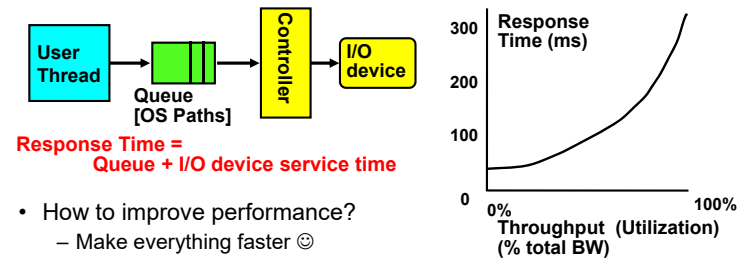 User
Thread
Queue
[OS Paths]
Controller
I/O
device
Response Time =
Queue + I/O device service time
• How to improve performance?
– Make everything faster ☺
Response
Time (ms)
300
200
100
0
0%
100%
Throughput (Utilization)
(% total BW)